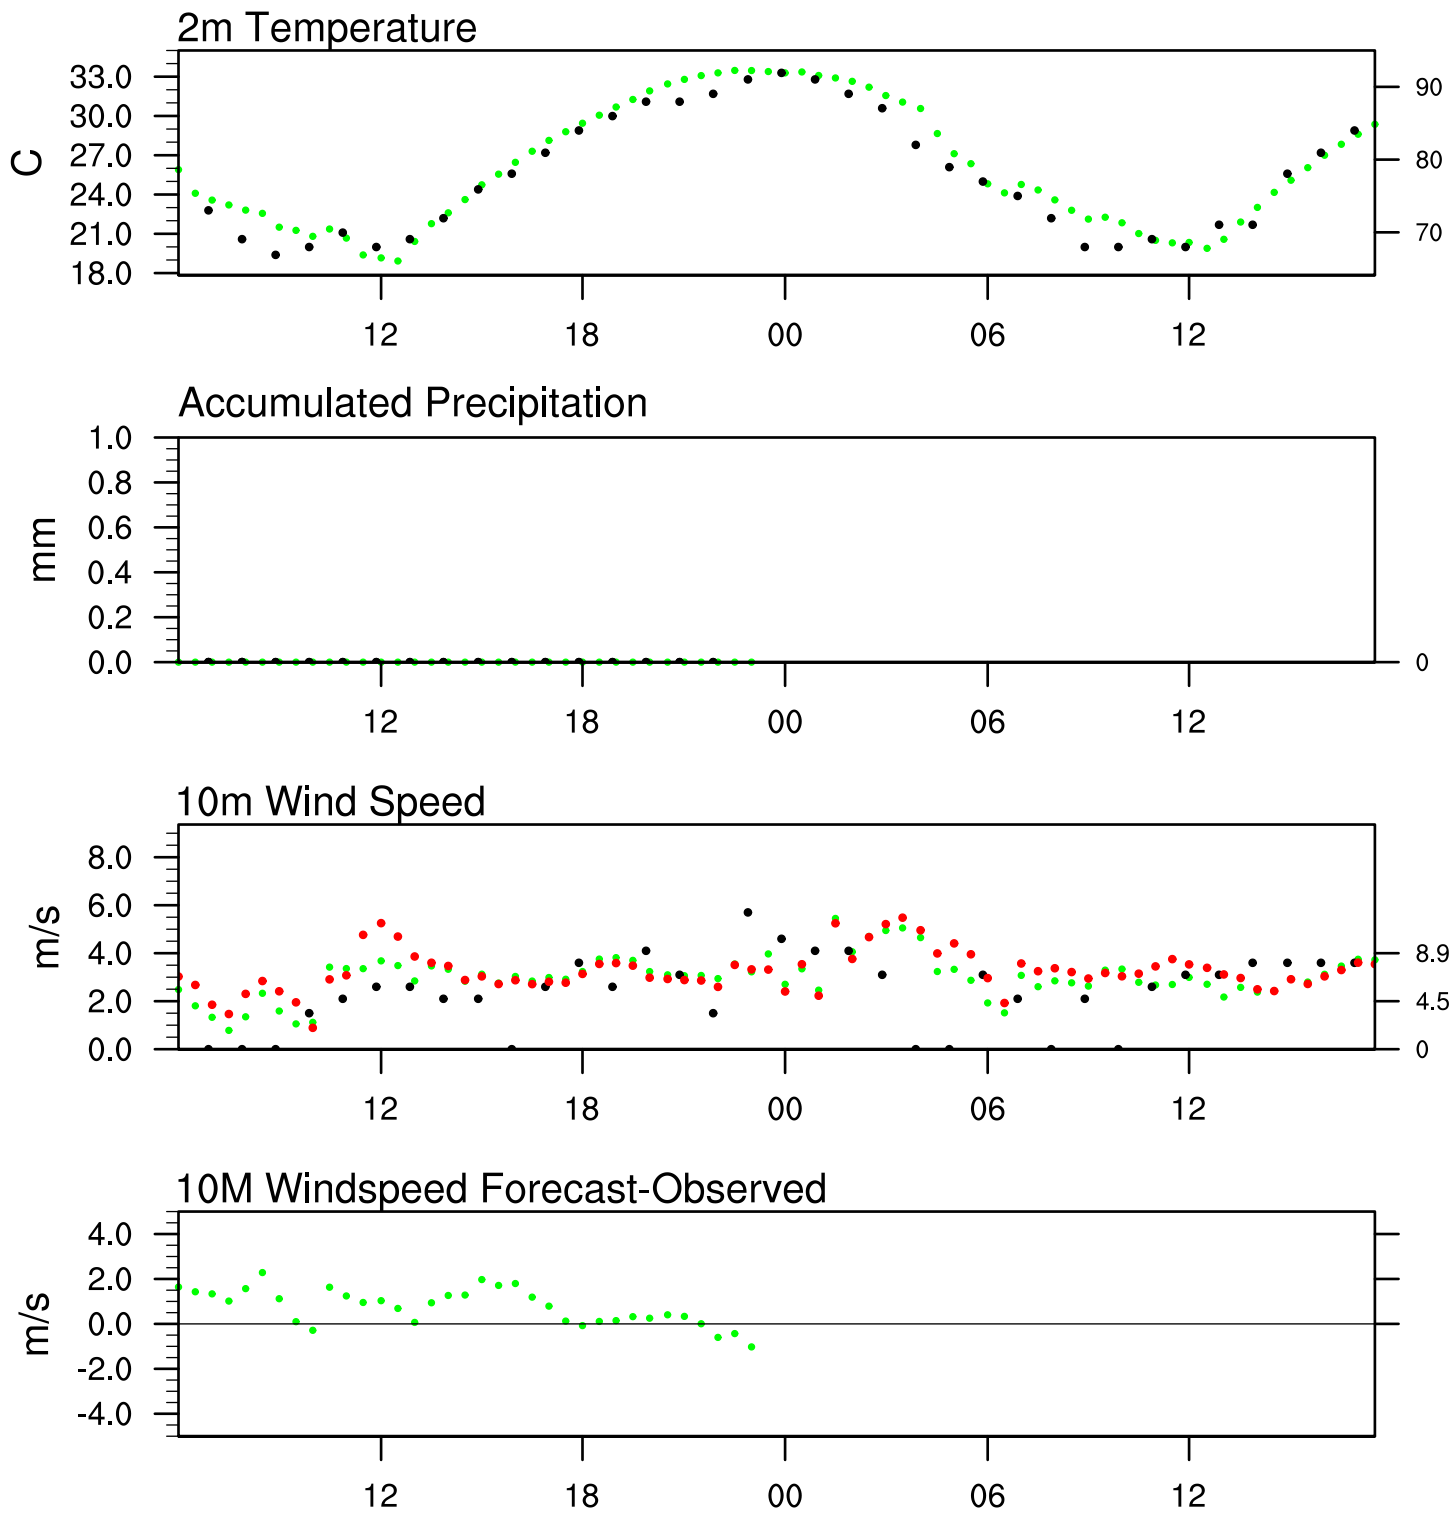 2m Temperature
C
33.0
30.0
27.0
24.0
21.0
18.0
90
80
70
12 18 00 06 12
Accumulated Precipitation
mm
1.0
0.8
0.6
0.4
0.2
0.0
0
12 18 00 06 12
10m Wind Speed
m/s
8.0
6.0
4.0
2.0
0.0
8.9
4.5
0
12 18 00 06 12
10M Windspeed Forecast-Observed
m/s
4.0
2.0
0.0
-2.0
-4.0
12 18 00 06 12